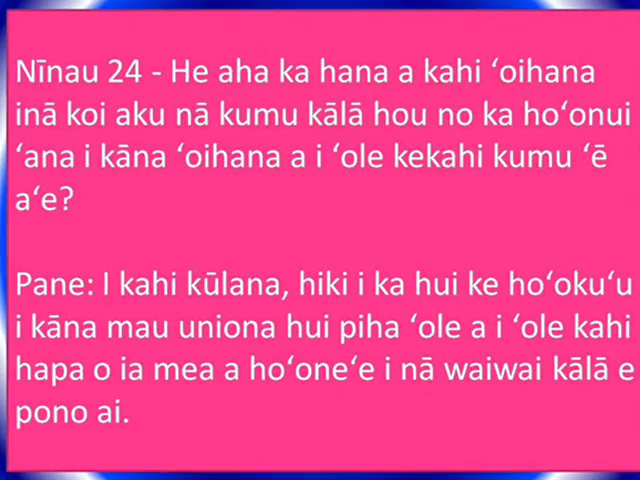 Nīnau 24 - He aha ka hana a kahi ʻoihana
inā koi aku nā kumu kālā hou no ka hoʻonui
ʻana i kāna ʻoihana a i ʻole kekahi kumu ʻē
aʻe?
Pane: I kahi kūlana, hiki i ka hui ke hoʻokuʻu
i kāna mau uniona hui piha ʻole a i ʻole kahi
hapa o ia mea a hoʻoneʻe i nā waiwai kālā e
pono ai.